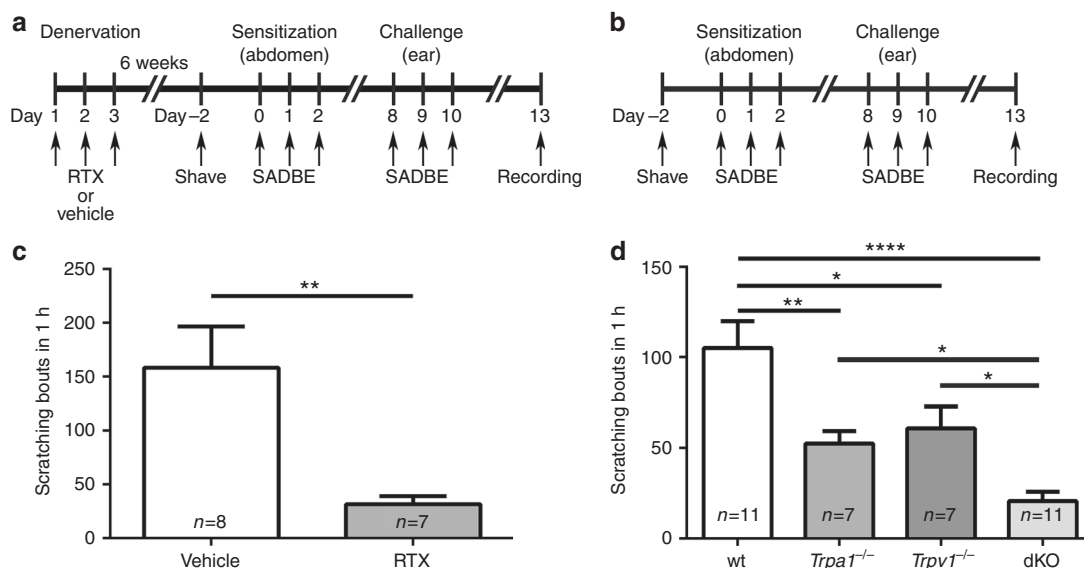 a
Denervation
Sensitization
(abdomen)
Challenge
(ear)
6 weeks
Day 1 2 3 Day –2 0 1 2 8 9 10 13
RTX
or
vehicle
Shave
SADBE
SADBE
Recording
b
Sensitization
(abdomen)
Challenge
(ear)
Day –2 0 1 2 8 9 10 13
Shave
SADBE
SADBE
Recording
c
Scratching bouts in 1 h
250
200
150
100
50
0
**
n=8
n=7
Vehicle
RTX
d
Scratching bouts in 1 h
150
100
50
0
****
*
**
*
*
n=11
n=7
n=7
n=11
wt
Trpa1–/–
Trpv1–/–
dKO